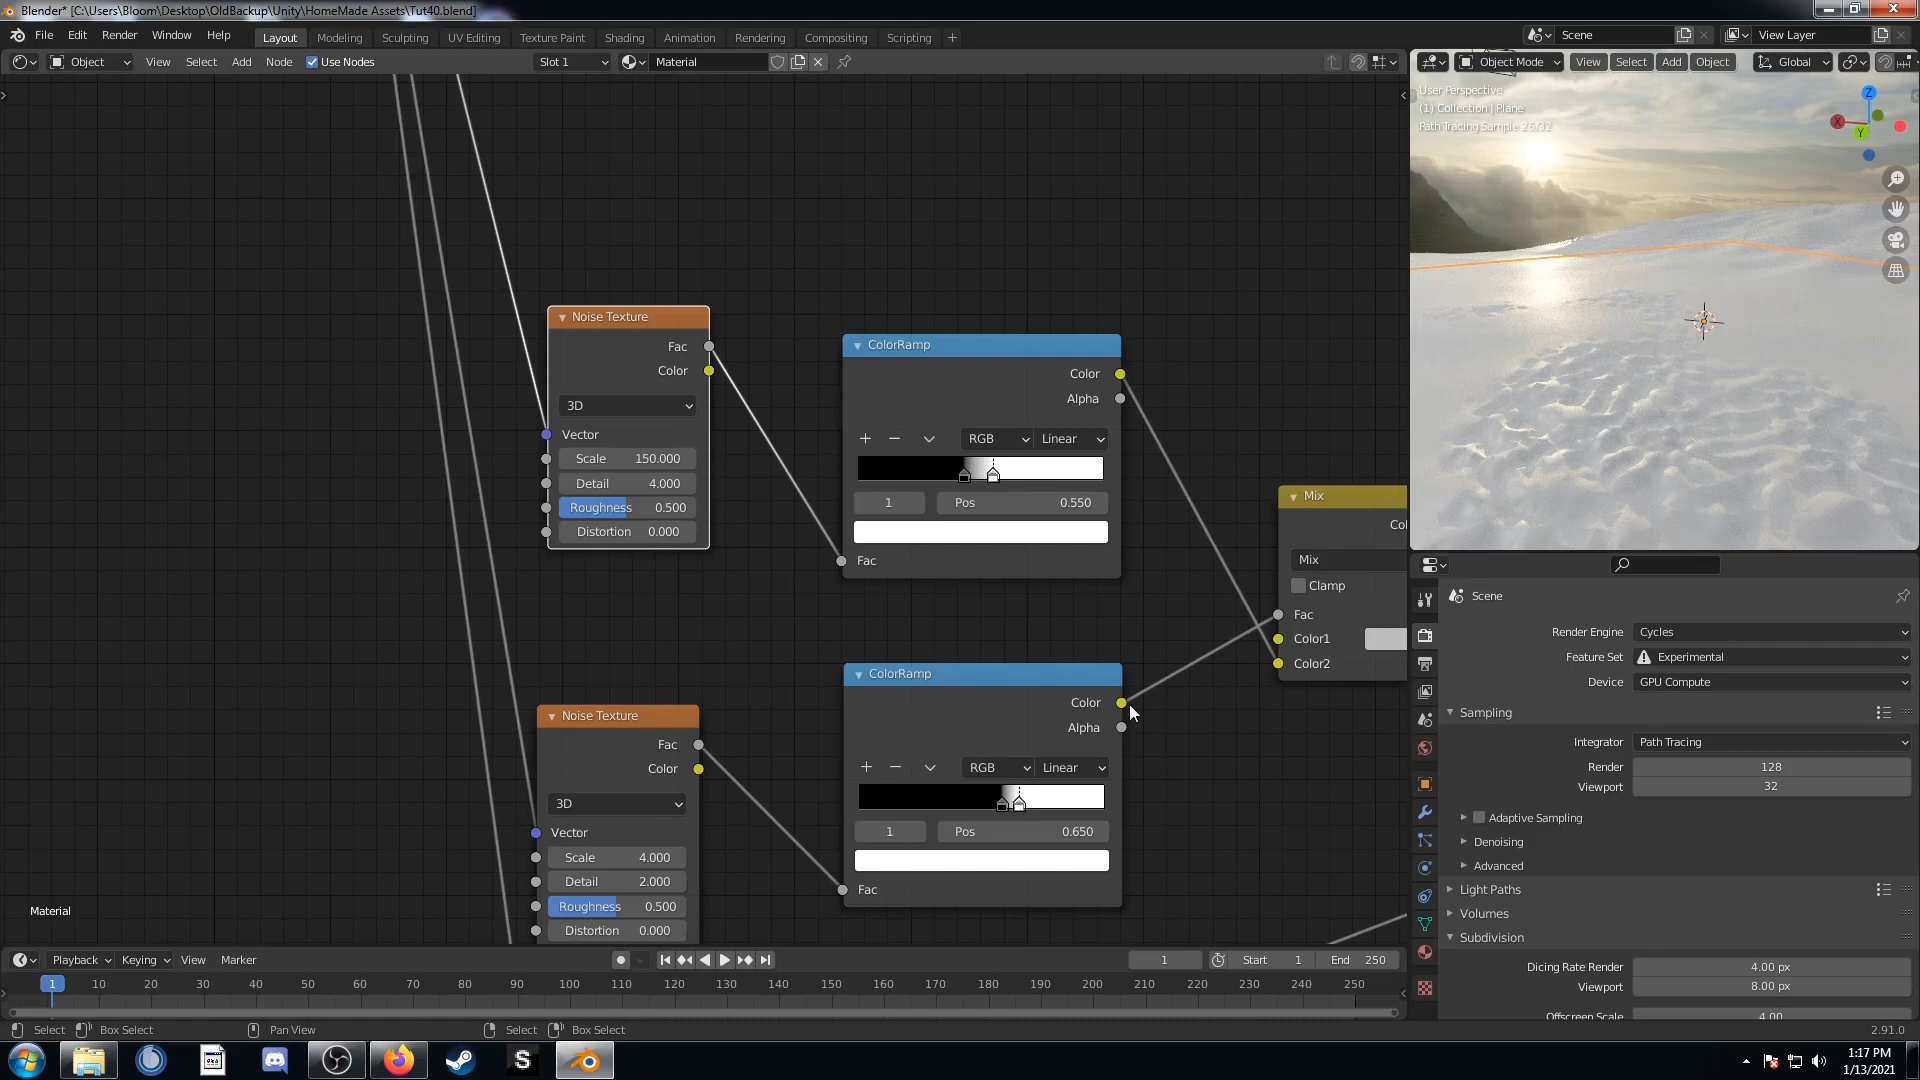 Blender* [C:\Users\Bloom\Desktop\OldBackup\Unity\HomeMade Assets\Tut40.blend]
File Edit Render Window Help Layout Modeling Sculpting UV Editing Texture Paint Shading Animation Rendering Compositing Scripting + Scene View Layer
Object View Select Add Node Use Nodes Slot 1 Material Object Mode View Select Add Object Global
User Perspective
(1) Collection | Plane
Path Tracing Sample 26/32
Z
X
Y
Noise Texture
Fac
Color
3D
Vector
Scale 150.000
Detail 4.000
Roughness 0.500
Distortion 0.000
ColorRamp
Color
Alpha
RGB Linear
1 Pos 0.550
Fac
Mix
Co
Mix
Clamp
Fac
Color1
Color2
Noise Texture
Fac
Color
3D
Vector
Scale 4.000
Detail 2.000
Roughness 0.500
Distortion 0.000
ColorRamp
Color
Alpha
RGB Linear
1 Pos 0.650
Fac
Material
Scene
Render Engine Cycles
Feature Set Experimental
Device GPU Compute
Sampling
Integrator Path Tracing
Render 128
Viewport 32
Adaptive Sampling
Denoising
Advanced
Light Paths
Volumes
Subdivision
Dicing Rate Render 4.00 px
Viewport 8.00 px
Offscreen Scale 4.00
Playback Keying View Marker 1 Start 1 End 250
1 10 20 30 40 50 60 70 80 90 100 110 120 130 140 150 160 170 180 190 200 210 220 230 240 250
Select Box Select Pan View Select Box Select 2.91.0
S
1:17 PM
1/13/2021